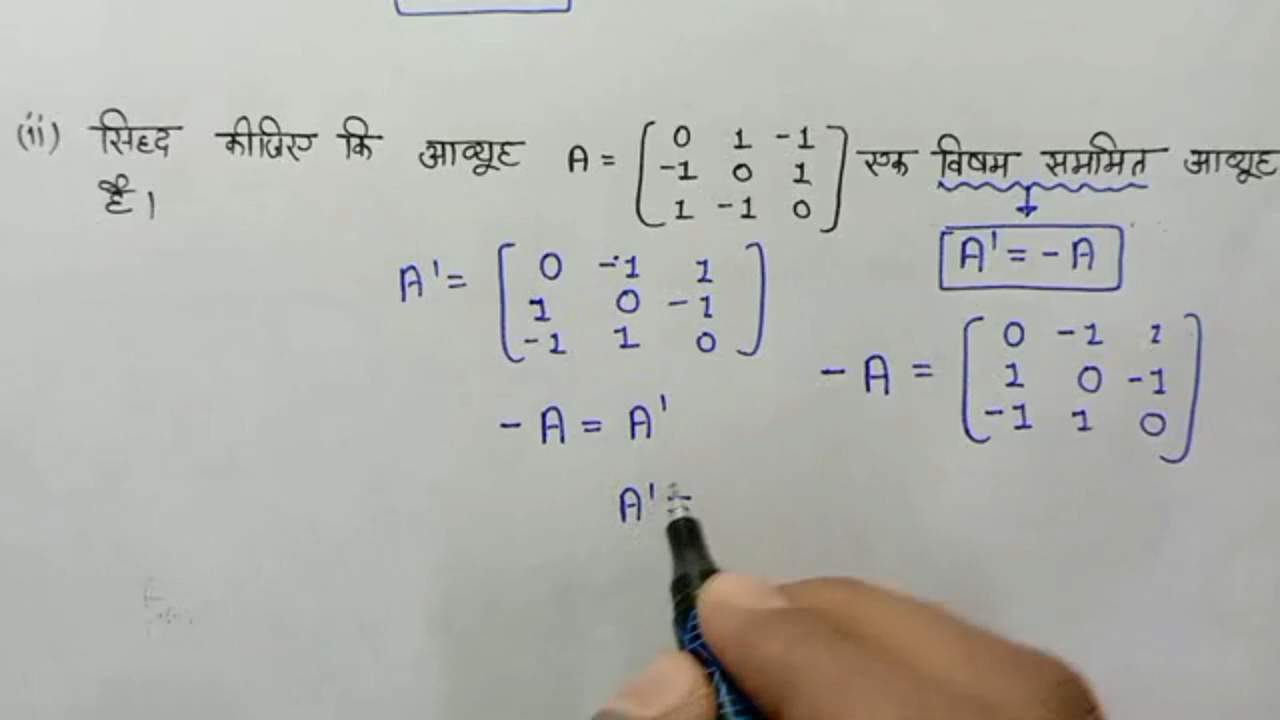 (ii) सिध्द कीजिए कि आव्यूह A = [ 0 1 -1 एक विषम सममित आव्यूह
-1 0 1
1 -1 0 ]
है।
A' = -A
A' = [ 0 -1 1
1 0 -1
-1 1 0 ]
-A = [ 0 -1 1
1 0 -1
-1 1 0 ]
-A = A'
A' =